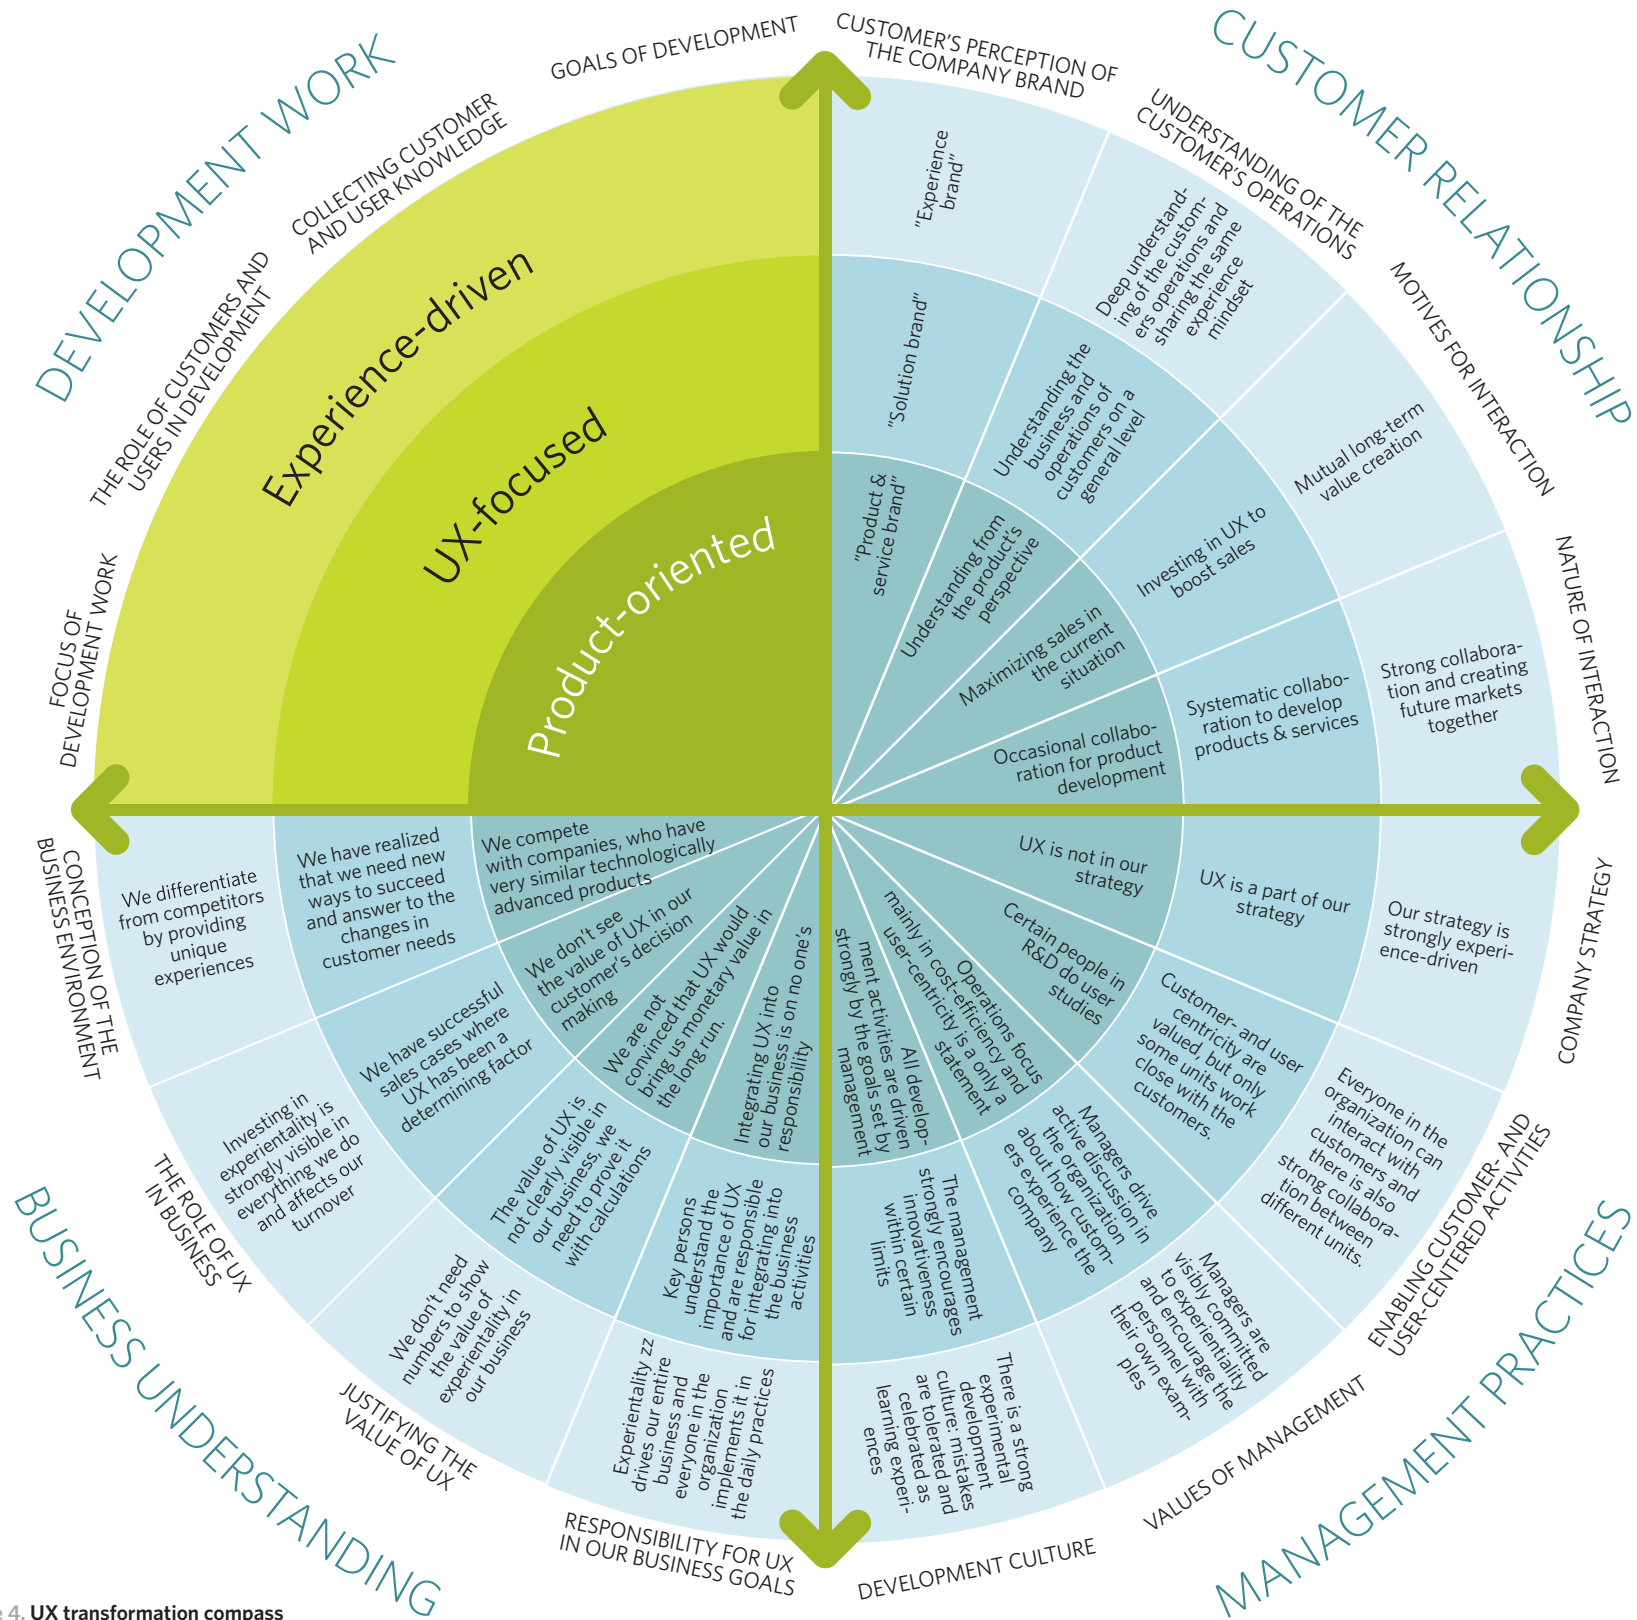 DEVELOPMENT WORK
FOCUS OF
DEVELOPMENT WORK
THE ROLE OF CUSTOMERS AND
USERS IN DEVELOPMENT
COLLECTING CUSTOMER
AND USER KNOWLEDGE
GOALS OF DEVELOPMENT
Experience-driven
UX-focused
Product-oriented
CUSTOMER RELATIONSHIP
CUSTOMER'S PERCEPTION OF
THE COMPANY BRAND
"Experience
brand"
"Solution brand"
"Product &
service brand"
UNDERSTANDING OF THE
CUSTOMER'S OPERATIONS
Deep understand-
ing of the custom-
ers operations and
sharing the same
experience
mindset
Understanding the
business and
operations of
customers on a
general level
Understanding from
the product's
perspective
MOTIVES FOR INTERACTION
Mutual long-term
value creation
Investing in UX to
boost sales
Maximizing sales in
the current
situation
NATURE OF INTERACTION
Strong collabora-
tion and creating
future markets
together
Systematic collabo-
ration to develop
products & services
Occasional collabo-
ration for product
development
MANAGEMENT PRACTICES
COMPANY STRATEGY
UX is not in our
strategy
UX is a part of our
strategy
Our strategy is
strongly experi-
ence-driven
ENABLING CUSTOMER- AND
USER-CENTERED ACTIVITIES
Certain people in
R&D do user
studies
Customer- and user
centricity are
valued, but only
some units work
close with the
customers.
Everyone in the
organization can
interact with
customers and
there is also
strong collabora-
tion between
different units.
VALUES OF MANAGEMENT
Operations focus
mainly in cost-efficiency and
user-centricity is a only a
statement
Managers drive
active discussion in
the organization
about how custom-
ers experience the
company
Managers are
visibly committed
to experientiality
and encourage the
personnel with
their own exam-
ples
DEVELOPMENT CULTURE
All develop-
ment activities are driven
strongly by the goals set by
management
The management
strongly encourages
innovativeness
within certain
limits
There is a strong
experimental
development
culture: mistakes
are tolerated and
celebrated as
learning experi-
ences
BUSINESS UNDERSTANDING
RESPONSIBILITY FOR UX
IN OUR BUSINESS GOALS
Integrating UX into
our business is on no one's
responsibility
Key persons
understand the
importance of UX
and are responsible
for integrating into
the business
activities
Experientality zz
drives our entire
business and
everyone in the
organization
implements it in
the daily practices
JUSTIFYING THE
VALUE OF UX
We are not
convinced that UX would
bring us monetary value in
the long run.
The value of UX is
not clearly visible in
our business, we
need to prove it
with calculations
We don't need
numbers to show
the value of
experientality in
our business
THE ROLE OF UX
IN BUSINESS
We don't see
the value of UX in our
customer's decision
making
We have successful
sales cases where
UX has been a
determining factor
Investing in
experientality is
strongly visible in
everything we do
and affects our
turnover
CONCEPTION OF THE
BUSINESS ENVIRONMENT
We compete
with companies, who have
very similar technologically
advanced products
We have realized
that we need new
ways to succeed
and answer to the
changes in
customer needs
We differentiate
from competitors
by providing
unique
experiences
e 4. UX transformation compass